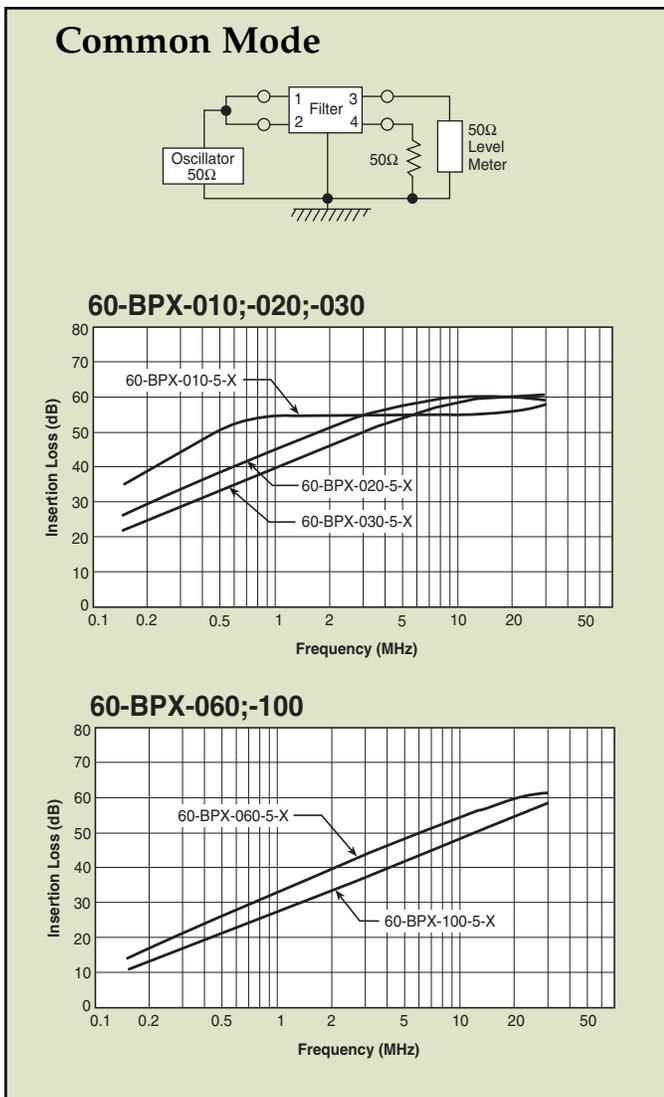 Common Mode
1 Filter 3
2 4
Oscillator
50Ω
50Ω
50Ω
Level
Meter
60-BPX-010;-020;-030
Insertion Loss (dB)
80
70
60
50
40
30
20
10
0
60-BPX-010-5-X
60-BPX-020-5-X
60-BPX-030-5-X
0.1 0.2 0.5 1 2 5 10 20 50
Frequency (MHz)
60-BPX-060;-100
Insertion Loss (dB)
80
70
60
50
40
30
20
10
0
60-BPX-060-5-X
60-BPX-100-5-X
0.1 0.2 0.5 1 2 5 10 20 50
Frequency (MHz)